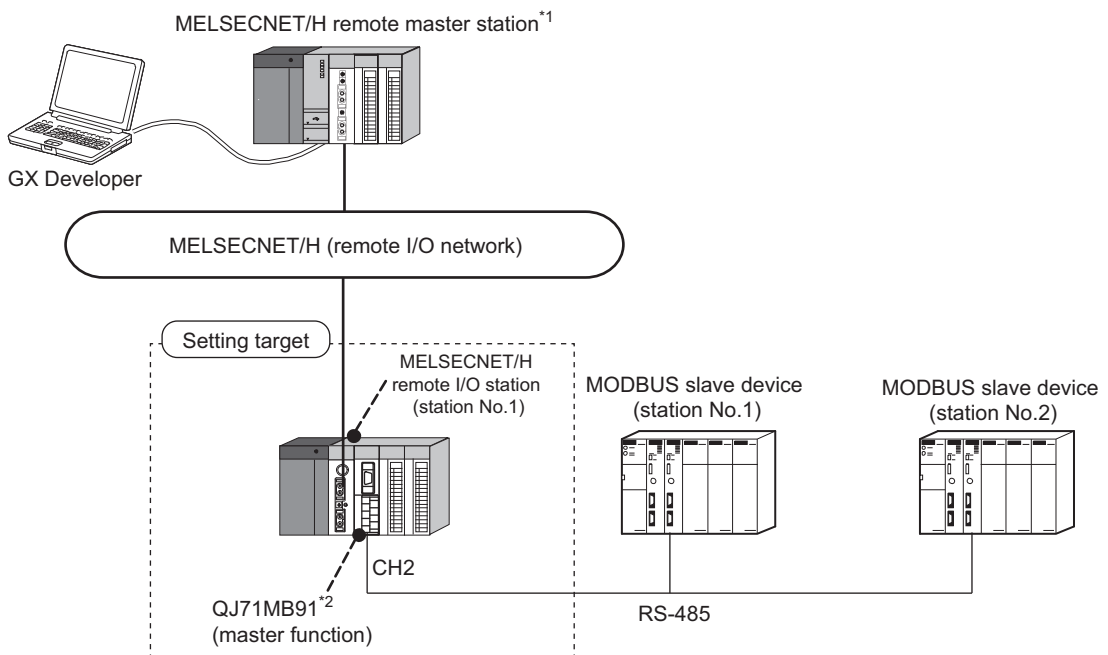 MELSECNET/H remote master station*1
GX Developer
MELSECNET/H (remote I/O network)
Setting target
MELSECNET/H
remote I/O station
(station No.1)
MODBUS slave device
(station No.1)
MODBUS slave device
(station No.2)
CH2
QJ71MB91*2
(master function)
RS-485